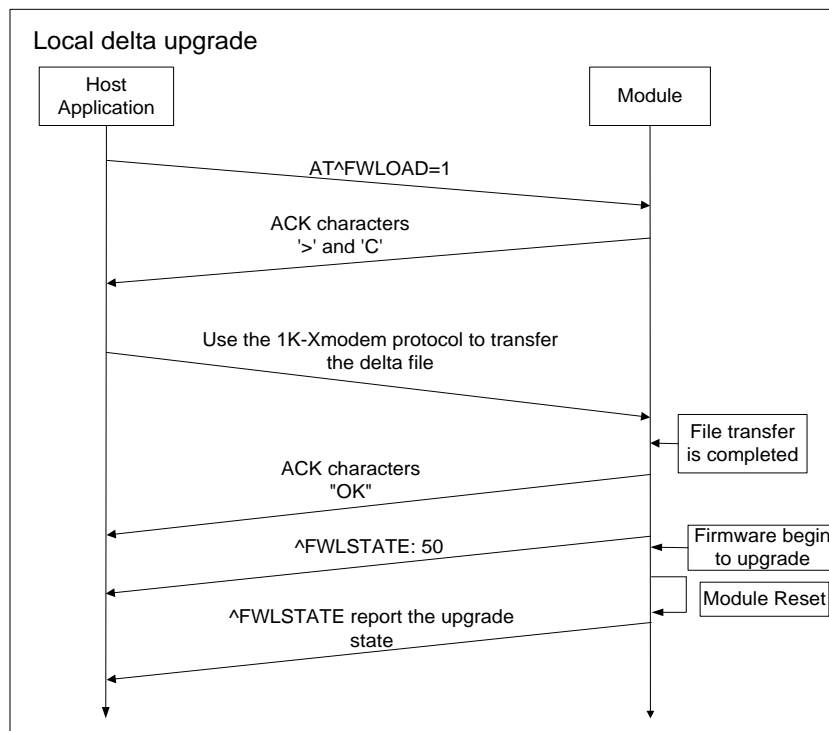 Local delta upgrade
Host
Application
Module
AT^FWLOAD=1
ACK characters
'>' and 'C'
Use the 1K-Xmodem protocol to transfer
the delta file
File transfer
is completed
ACK characters
"OK"
^FWLSTATE: 50
Firmware begin
to upgrade
Module Reset
^FWLSTATE report the upgrade
state